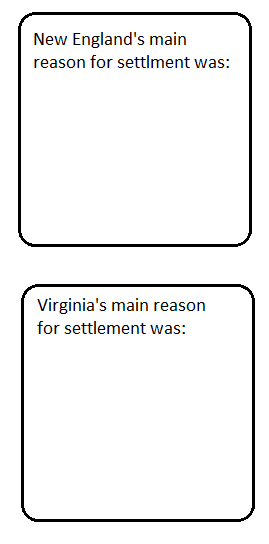 New England's main
reason for settlment was:
Virginia's main reason
for settlement was: